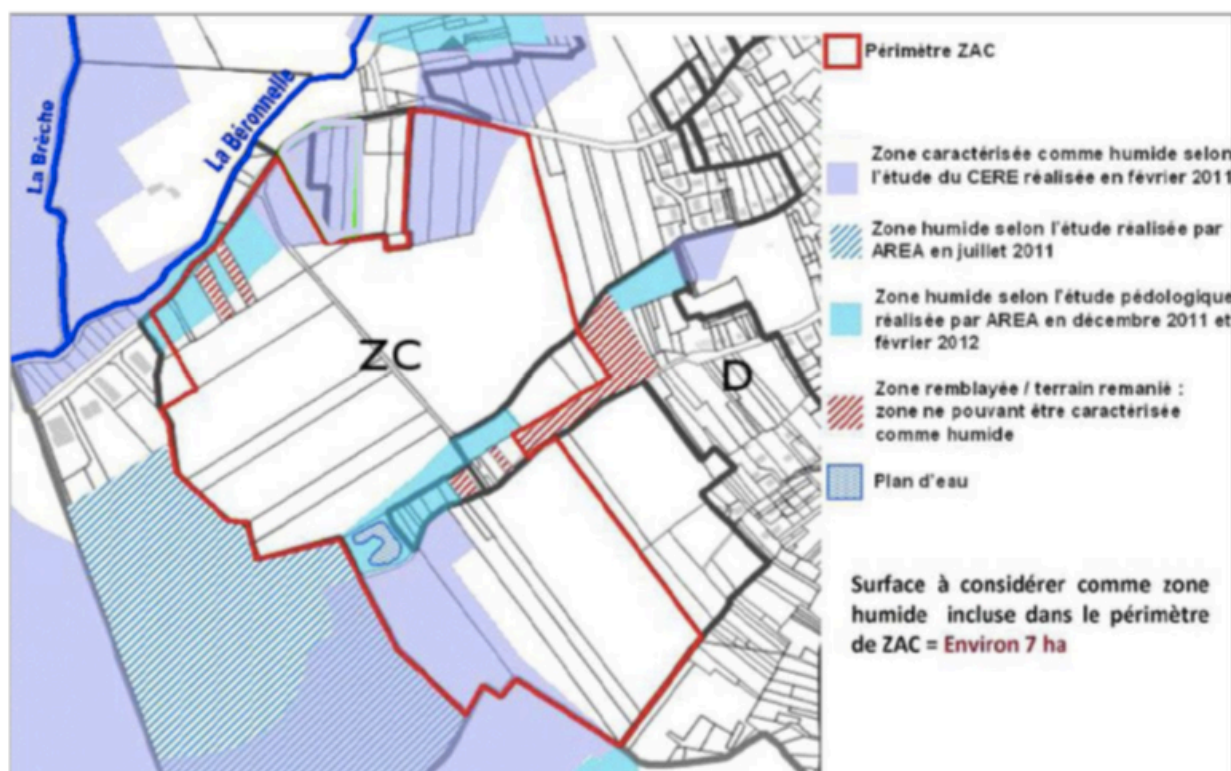 La Brèche
La Béronnelle
ZC
D
Périmètre ZAC
Zone caractérisée comme humide selon
l'étude du CERE réalisée en février 2011
Zone humide selon l'étude réalisée par
AREA en juillet 2011
Zone humide selon l'étude pédologique
réalisée par AREA en décembre 2011 et
février 2012
Zone remblayée / terrain remanié :
zone ne pouvant être caractérisée
comme humide
Plan d'eau
Surface à considérer comme zone
humide incluse dans le périmètre
de ZAC = Environ 7 ha